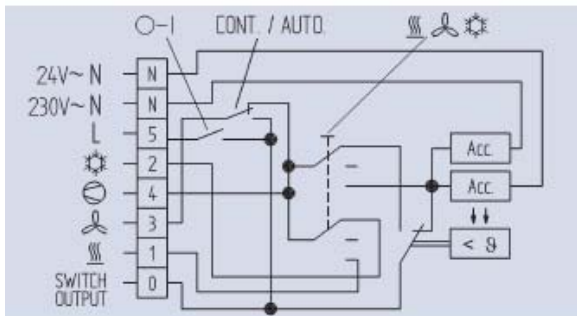 O-I CONT. / AUTO.
24V~ N N
230V~ N N
L 5
2
4
3
1
SWITCH OUTPUT 0
Acc.
Acc.
< ϑ